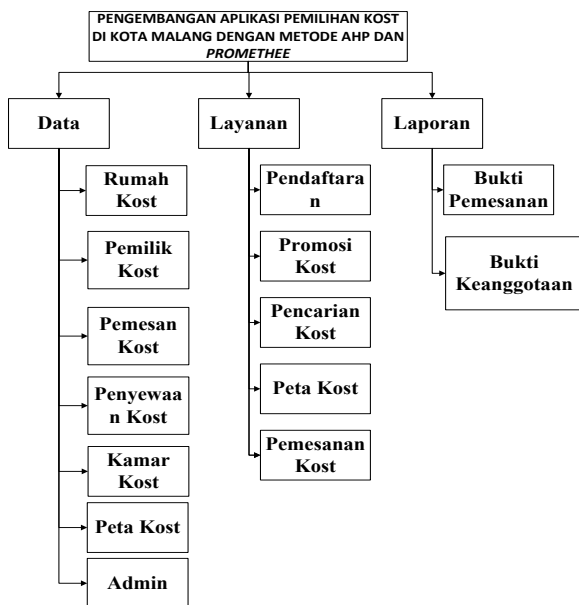 PENGEMBANGAN APLIKASI PEMILIHAN KOST
DI KOTA MALANG DENGAN METODE AHP DAN
PROMETHEE
Data
Rumah
Kost
Pemilik
Kost
Pemesan
Kost
Penyewaa
n Kost
Kamar
Kost
Peta Kost
Admin
Layanan
Pendaftara
n
Promosi
Kost
Pencarian
Kost
Peta Kost
Pemesanan
Kost
Laporan
Bukti
Pemesanan
Bukti
Keanggotaan